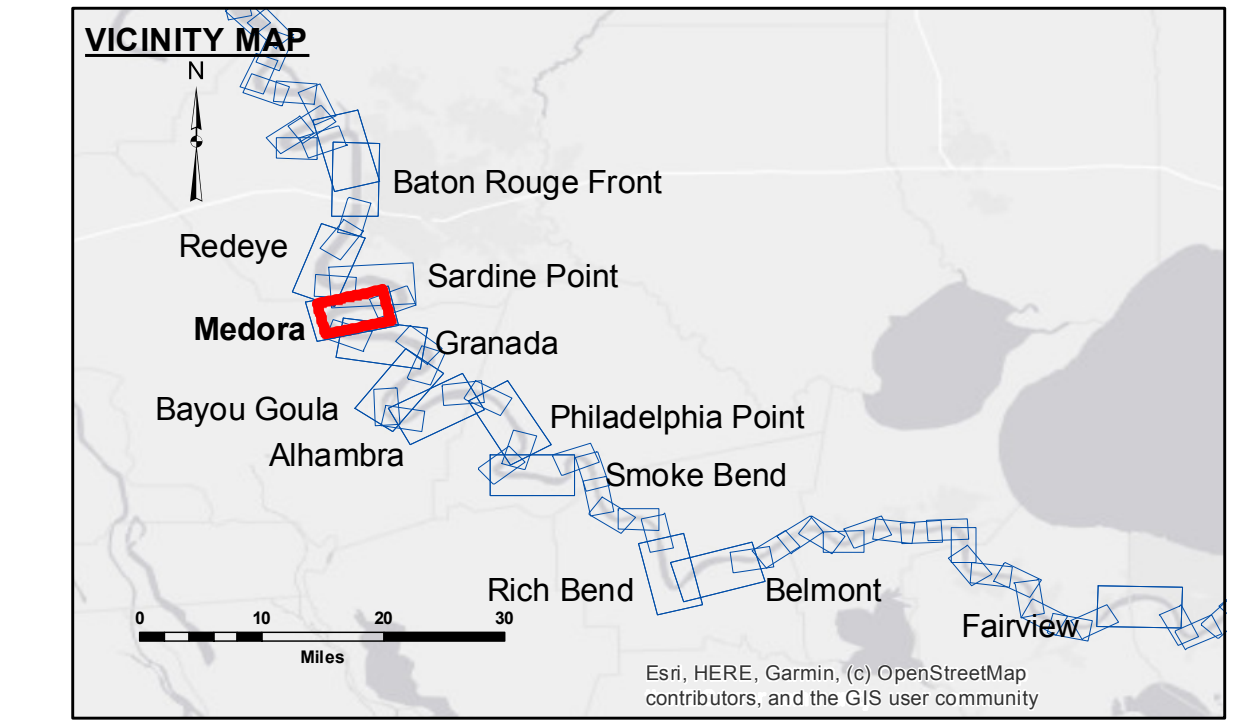 VICINITY MAP
N
Baton Rouge Front
Redeye
Sardine Point
Medora
Granada
Bayou Goula
Philadelphia Point
Alhambra
Smoke Bend
Rich Bend
Belmont
Fairview
0 10 20 30
Miles
Esri, HERE, Garmin, (c) OpenStreetMap
contributors, and the GIS user community